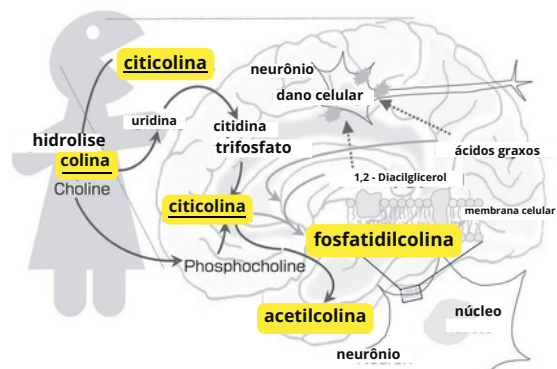 citicolina
neurônio
dano celular
uridina
citidina
trifosfato
hidrolise
colina
Choline
ácidos graxos
1,2 - Diacilglicerol
citicolina
membrana celular
fosfatidilcolina
Phosphocholine
acetilcolina
núcleo
neurônio